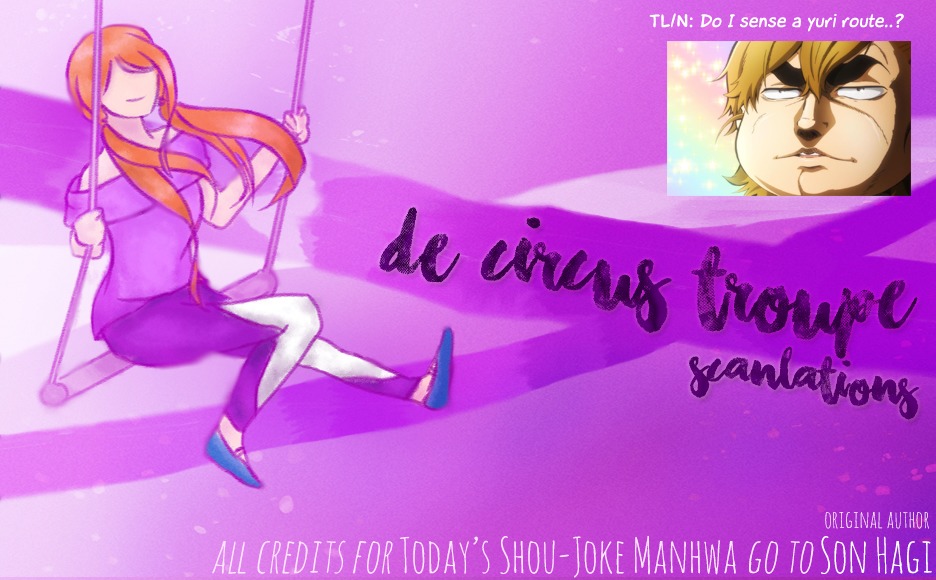 TL/N: Do I sense a yuri route..?
de circus troupe
scanlations
ORIGINAL AUTHOR
ALL CREDITS FOR TODAY'S SHOU-JOKE MANHWA GO TO SON HAGI